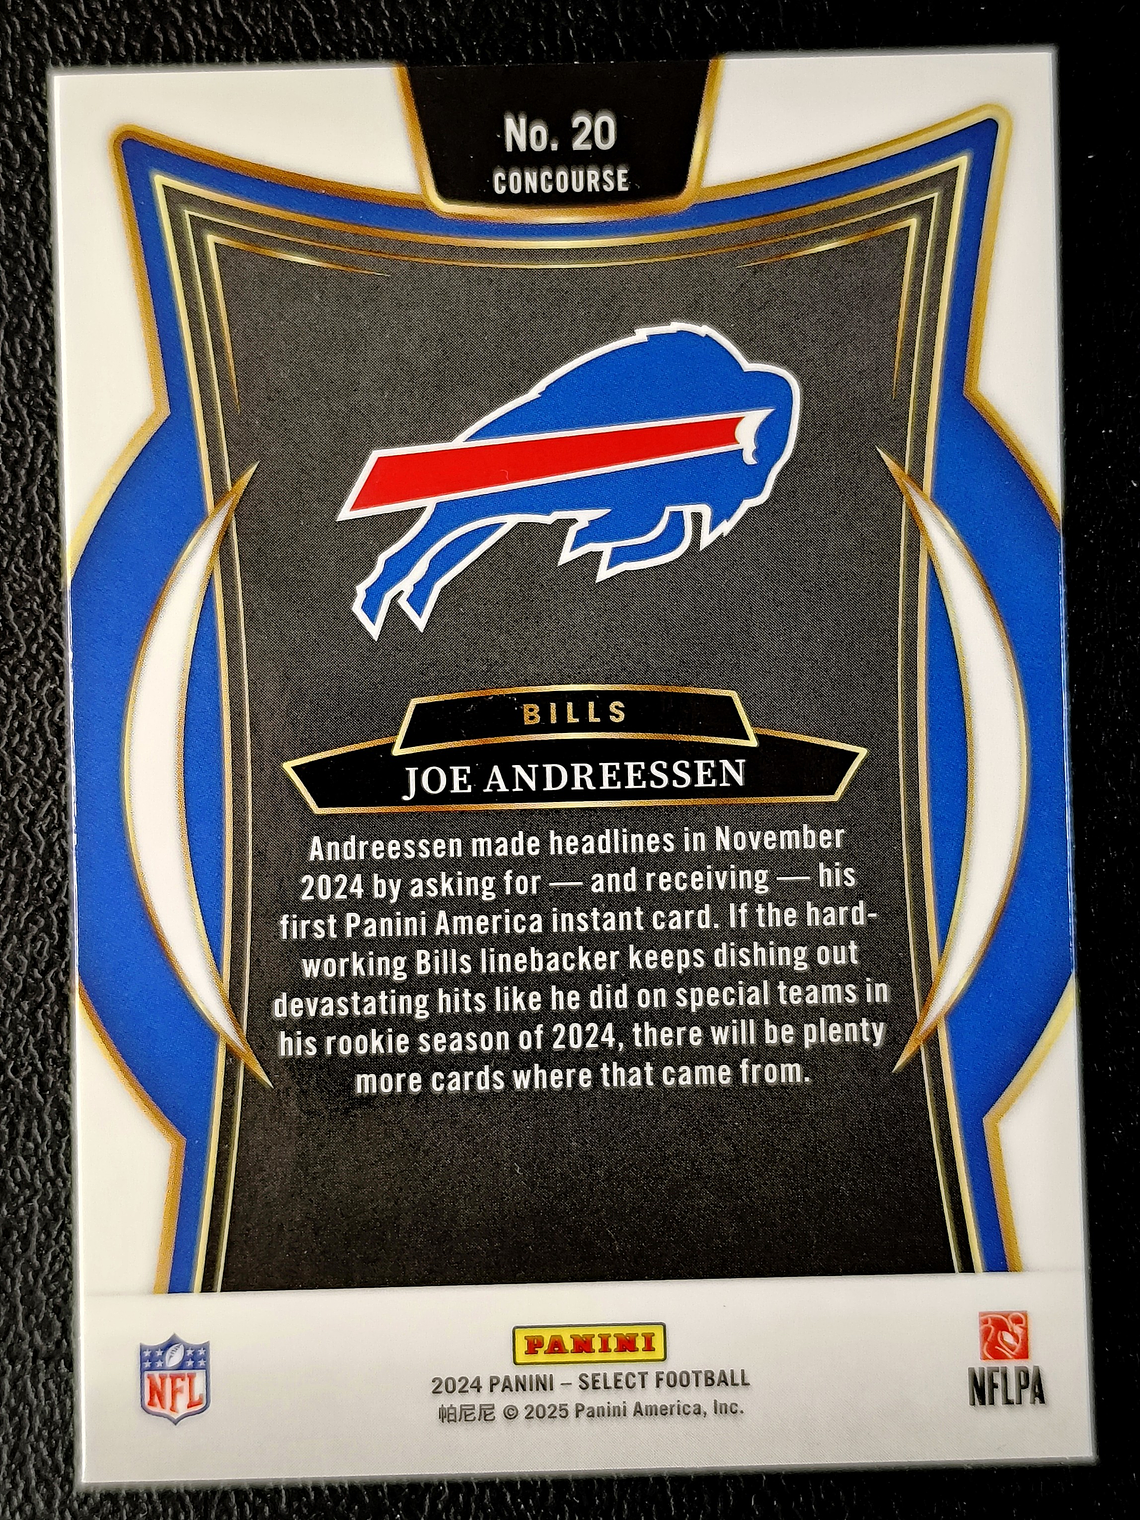 No. 20
CONCOURSE
BILLS
JOE ANDREESSEN
Andreessen made headlines in November
2024 by asking for — and receiving — his
first Panini America instant card. If the hard-
working Bills linebacker keeps dishing out
devastating hits like he did on special teams in
his rookie season of 2024, there will be plenty
more cards where that came from.
NFL
PANINI
2024 PANINI – SELECT FOOTBALL
帕尼尼 © 2025 Panini America, Inc.
NFLPA